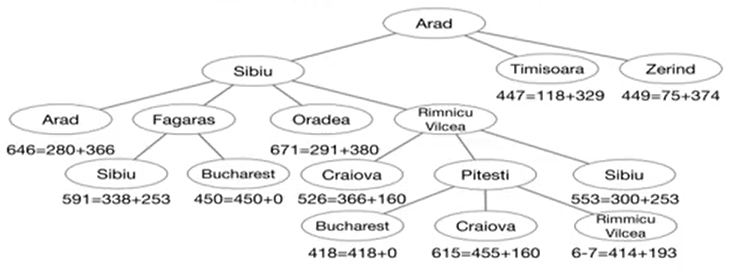 Arad
Sibiu
Timisoara
Zerind
447=118+329
449=75+374
Arad
Fagaras
Oradea
Rimnicu
Vilcea
646=280+366
671=291+380
Sibiu
Bucharest
Craiova
Pitesti
Sibiu
591=338+253
450=450+0
526=366+160
553=300+253
Bucharest
Craiova
Rimmicu
Vilcea
418=418+0
615=455+160
6-7=414+193